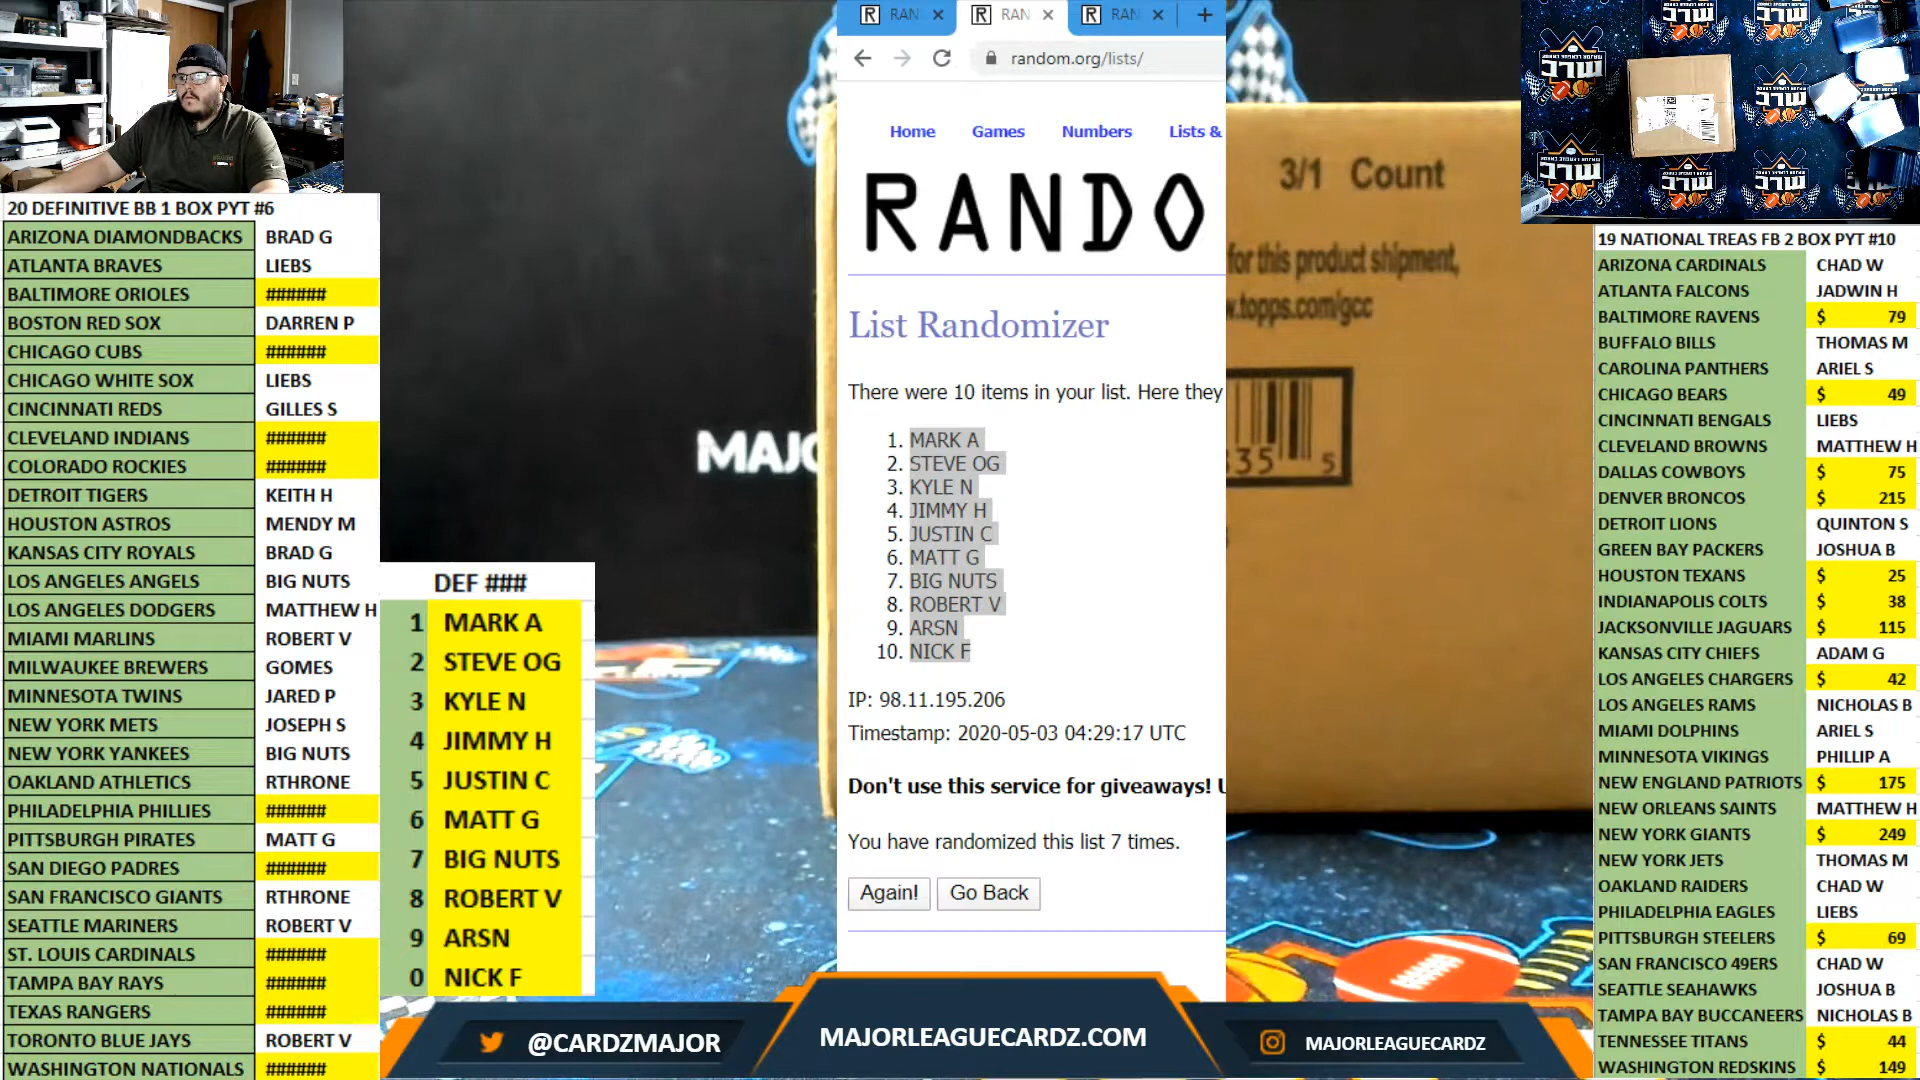 20 DEFINITIVE BB 1 BOX PYT #6
ARIZONA DIAMONDBACKS BRAD G
ATLANTA BRAVES LIEBS
BALTIMORE ORIOLES ######
BOSTON RED SOX DARREN P
CHICAGO CUBS ######
CHICAGO WHITE SOX LIEBS
CINCINNATI REDS GILLES S
CLEVELAND INDIANS ######
COLORADO ROCKIES ######
DETROIT TIGERS KEITH H
HOUSTON ASTROS MENDY M
KANSAS CITY ROYALS BRAD G
LOS ANGELES ANGELS BIG NUTS
LOS ANGELES DODGERS MATTHEW H
MIAMI MARLINS ROBERT V
MILWAUKEE BREWERS GOMES
MINNESOTA TWINS JARED P
NEW YORK METS JOSEPH S
NEW YORK YANKEES BIG NUTS
OAKLAND ATHLETICS RTHRONE
PHILADELPHIA PHILLIES ######
PITTSBURGH PIRATES MATT G
SAN DIEGO PADRES ######
SAN FRANCISCO GIANTS RTHRONE
SEATTLE MARINERS ROBERT V
ST. LOUIS CARDINALS ######
TAMPA BAY RAYS ######
TEXAS RANGERS ######
TORONTO BLUE JAYS ROBERT V
WASHINGTON NATIONALS ######
DEF ###
1 MARK A
2 STEVE OG
3 KYLE N
4 JIMMY H
5 JUSTIN C
6 MATT G
7 BIG NUTS
8 ROBERT V
9 ARSN
0 NICK F
MAJO
R RAN R RAN R RAN
random.org/lists/
Home Games Numbers Lists &
RANDO
List Randomizer
There were 10 items in your list. Here they
1. MARK A
2. STEVE OG
3. KYLE N
4. JIMMY H
5. JUSTIN C
6. MATT G
7. BIG NUTS
8. ROBERT V
9. ARSN
10. NICK F
IP: 98.11.195.206
Timestamp: 2020-05-03 04:29:17 UTC
Don't use this service for giveaways! U
You have randomized this list 7 times.
Again! Go Back
3/1 Count
for this product shipment,
w.topps.com/gcc
35 5
19 NATIONAL TREAS FB 2 BOX PYT #10
ARIZONA CARDINALS CHAD W
ATLANTA FALCONS JADWIN H
BALTIMORE RAVENS $ 79
BUFFALO BILLS THOMAS M
CAROLINA PANTHERS ARIEL S
CHICAGO BEARS $ 49
CINCINNATI BENGALS LIEBS
CLEVELAND BROWNS MATTHEW H
DALLAS COWBOYS $ 75
DENVER BRONCOS $ 215
DETROIT LIONS QUINTON S
GREEN BAY PACKERS JOSHUA B
HOUSTON TEXANS $ 25
INDIANAPOLIS COLTS $ 38
JACKSONVILLE JAGUARS $ 115
KANSAS CITY CHIEFS ADAM G
LOS ANGELES CHARGERS $ 42
LOS ANGELES RAMS NICHOLAS B
MIAMI DOLPHINS ARIEL S
MINNESOTA VIKINGS PHILLIP A
NEW ENGLAND PATRIOTS $ 175
NEW ORLEANS SAINTS MATTHEW H
NEW YORK GIANTS $ 249
NEW YORK JETS THOMAS M
OAKLAND RAIDERS CHAD W
PHILADELPHIA EAGLES LIEBS
PITTSBURGH STEELERS $ 69
SAN FRANCISCO 49ERS CHAD W
SEATTLE SEAHAWKS JOSHUA B
TAMPA BAY BUCCANEERS NICHOLAS B
TENNESSEE TITANS $ 44
WASHINGTON REDSKINS $ 149
@CARDZMAJOR
MAJORLEAGUECARDZ.COM
MAJORLEAGUECARDZ